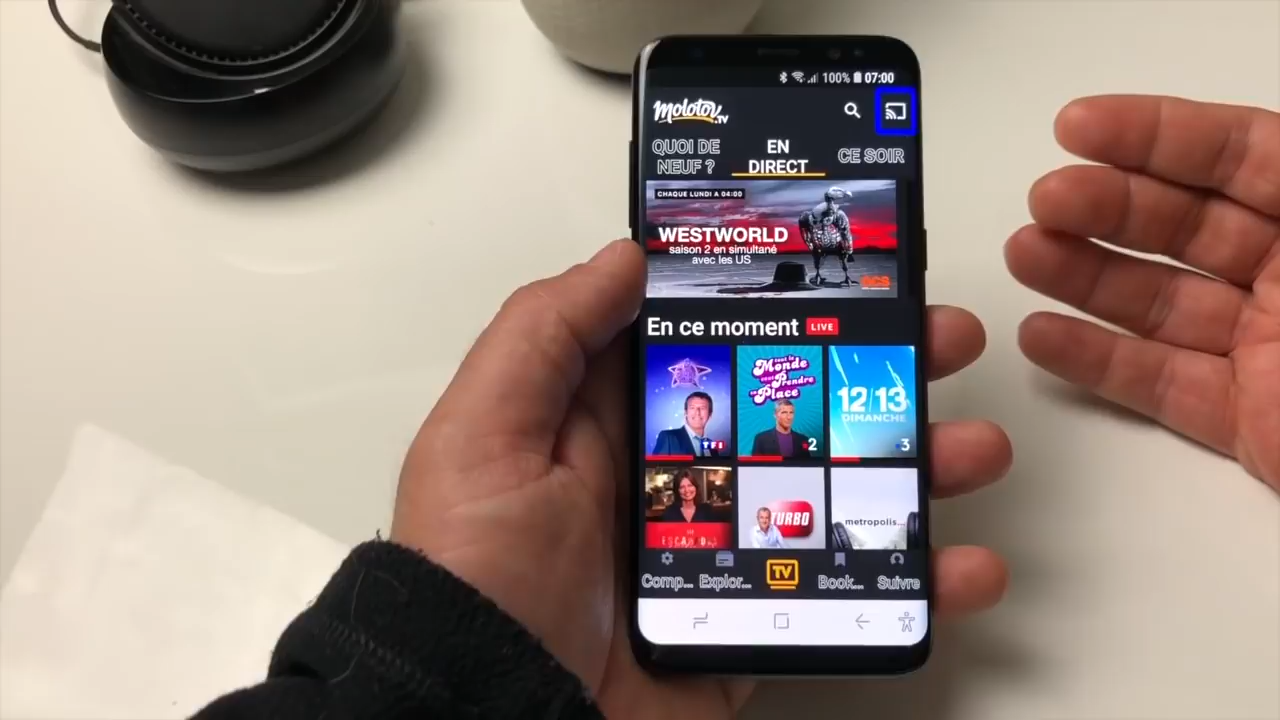 100% 07:00
Molotov.TV
QUOI DE
NEUF ?
EN
DIRECT
CE SOIR
CHAQUE LUNDI A 04:00
WESTWORLD
saison 2 en simultané
avec les US
OCS
En ce moment LIVE
tout le
Monde
veut Prendre
sa Place
12/13
DIMANCHE
TF1
2
3
TURBO
metropolis...
Comp...
Explor...
TV
Book...
Suivre